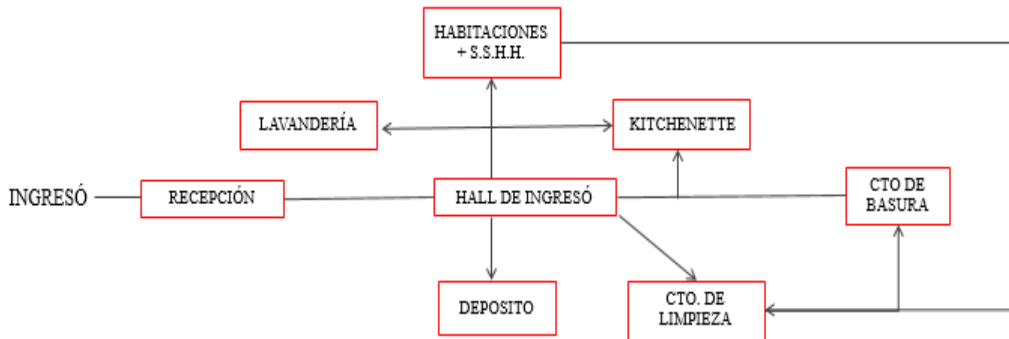 HABITACIONES
+ S.S.H.H.
LAVANDERÍA
KITCHENETTE
INGRESÓ
RECEPCIÓN
HALL DE INGRESÓ
CTO DE
BASURA
DEPOSITO
CTO. DE
LIMPIEZA